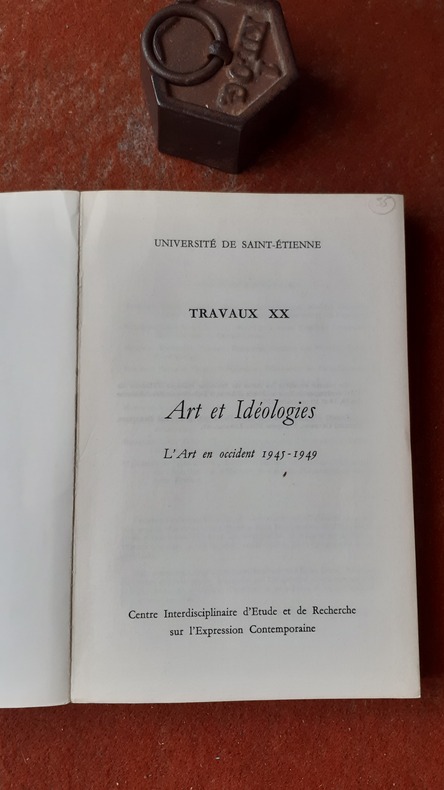 UNIVERSITÉ DE SAINT-ÉTIENNE
TRAVAUX XX
Art et Idéologies
L'Art en occident 1945-1949
Centre Interdisciplinaire d'Etude et de Recherche
sur l'Expression Contemporaine